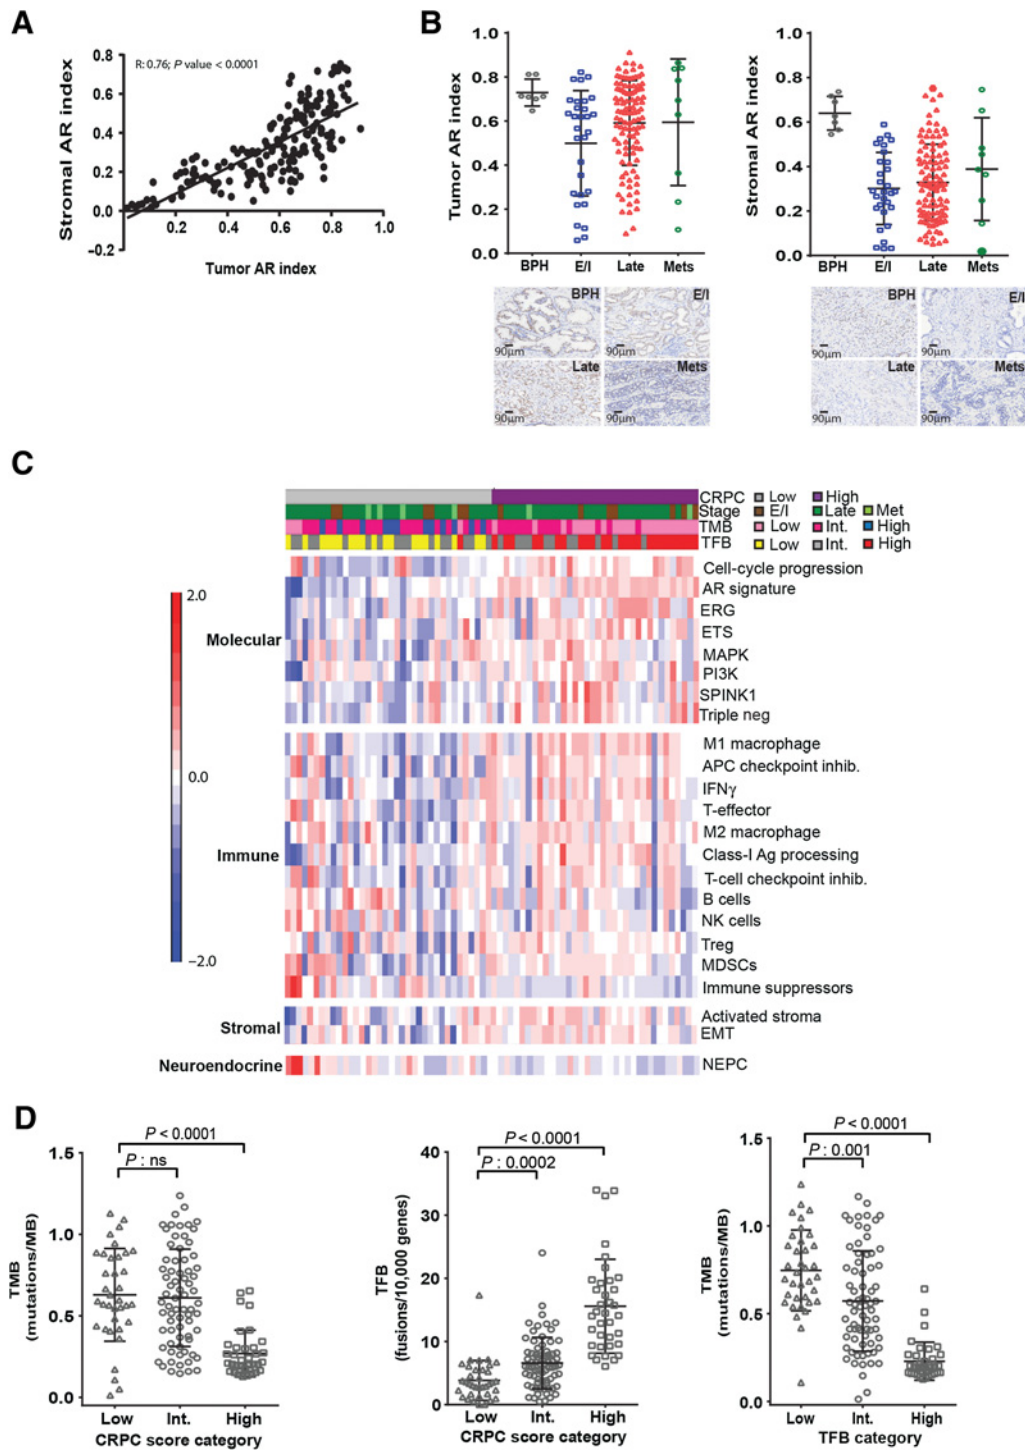 A
R: 0.76; P value < 0.0001
Stromal AR index
0.8
0.6
0.4
0.2
0.0
−0.2
0.2
0.4
0.6
0.8
1.0
Tumor AR index
B
Tumor AR index
1.0
0.8
0.6
0.4
0.2
0.0
BPH
E/I
Late
Mets
Stromal AR index
1.0
0.8
0.6
0.4
0.2
0.0
BPH
E/I
Late
Mets
BPH
90µm
E/I
90µm
Late
90µm
Mets
90µm
BPH
90µm
E/I
90µm
Late
90µm
Mets
90µm
C
CRPC Low High
Stage E/I Late Met
TMB Low Int. High
TFB Low Int. High
2.0
0.0
−2.0
Molecular
Cell-cycle progression
AR signature
ERG
ETS
MAPK
PI3K
SPINK1
Triple neg
Immune
M1 macrophage
APC checkpoint inhib.
IFNγ
T-effector
M2 macrophage
Class-I Ag processing
T-cell checkpoint inhib.
B cells
NK cells
Treg
MDSCs
Immune suppressors
Stromal
Activated stroma
EMT
Neuroendocrine
NEPC
D
P < 0.0001
P : ns
TMB
(mutations/MB)
1.5
1.0
0.5
0.0
Low
Int.
High
CRPC score category
P < 0.0001
P : 0.0002
TFB
(fusions/10,000 genes)
40
30
20
10
0
Low
Int.
High
CRPC score category
P < 0.0001
P : 0.001
TMB
(mutations/MB)
1.5
1.0
0.5
0.0
Low
Int.
High
TFB category